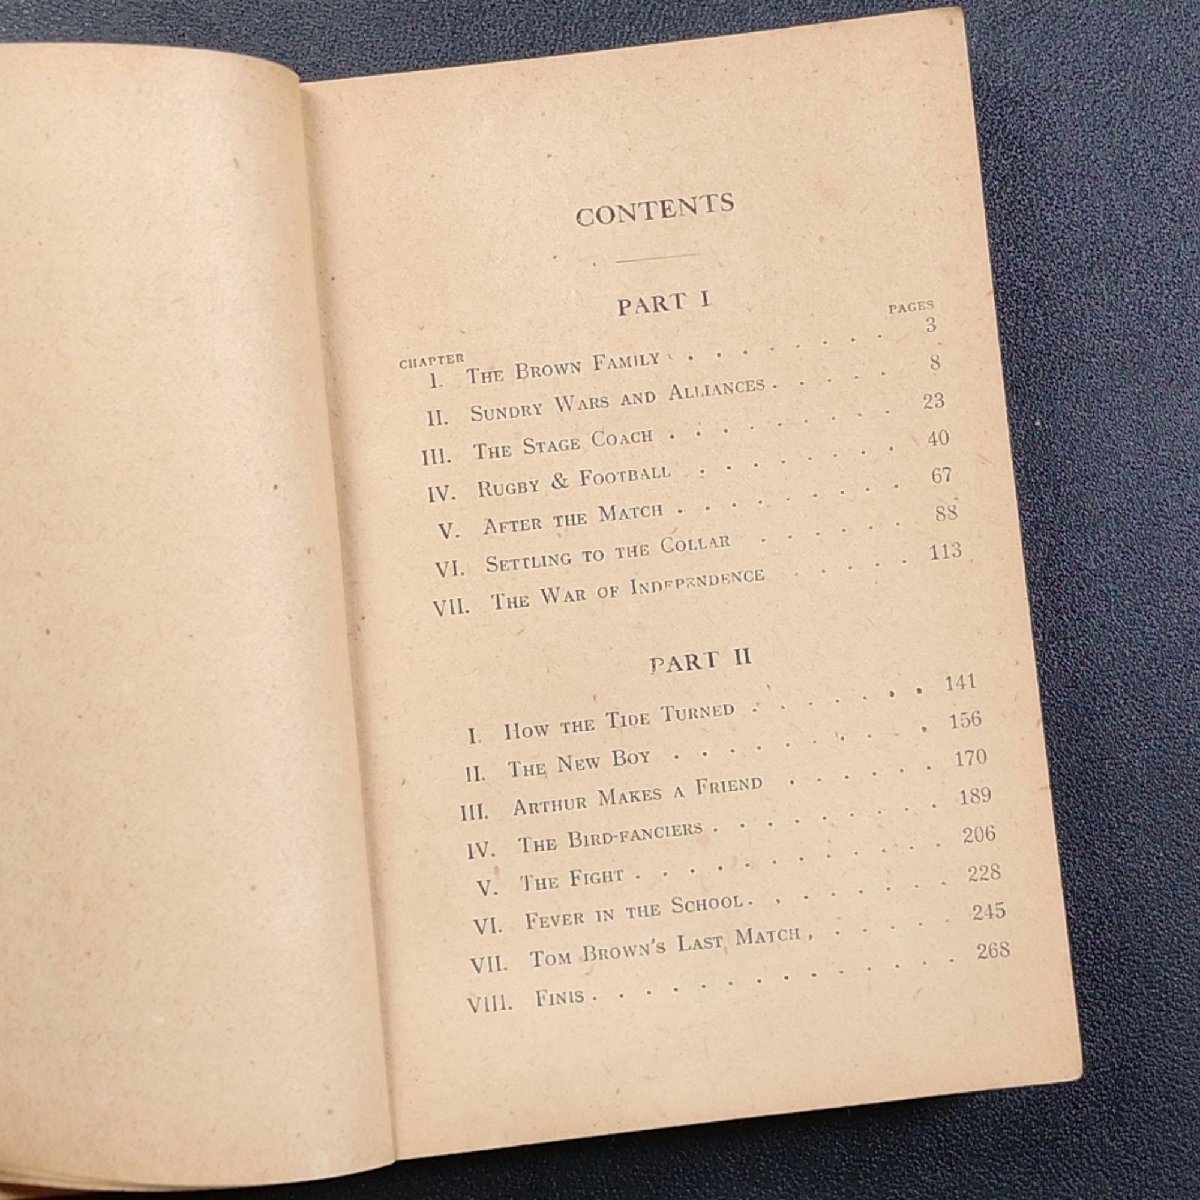 CONTENTS
PART I
CHAPTER PAGES
I. THE BROWN FAMILY . . . . . . . . 3
II. SUNDRY WARS AND ALLIANCES . . . . . 8
III. THE STAGE COACH . . . . . . . . . 23
IV. RUGBY & FOOTBALL . . . . . . . . 40
V. AFTER THE MATCH . . . . . . . . . 67
VI. SETTLING TO THE COLLAR . . . . . . 88
VII. THE WAR OF INDEPENDENCE . . . . . 113
PART II
I. HOW THE TIDE TURNED . . . . . . . 141
II. THE NEW BOY . . . . . . . . . . 156
III. ARTHUR MAKES A FRIEND . . . . . . 170
IV. THE BIRD-FANCIERS . . . . . . . . . 189
V. THE FIGHT . . . . . . . . . . . . 206
VI. FEVER IN THE SCHOOL . . . . . . . 228
VII. TOM BROWN'S LAST MATCH , . . . . . 245
VIII. FINIS . . . . . . . . . . . . . . 268